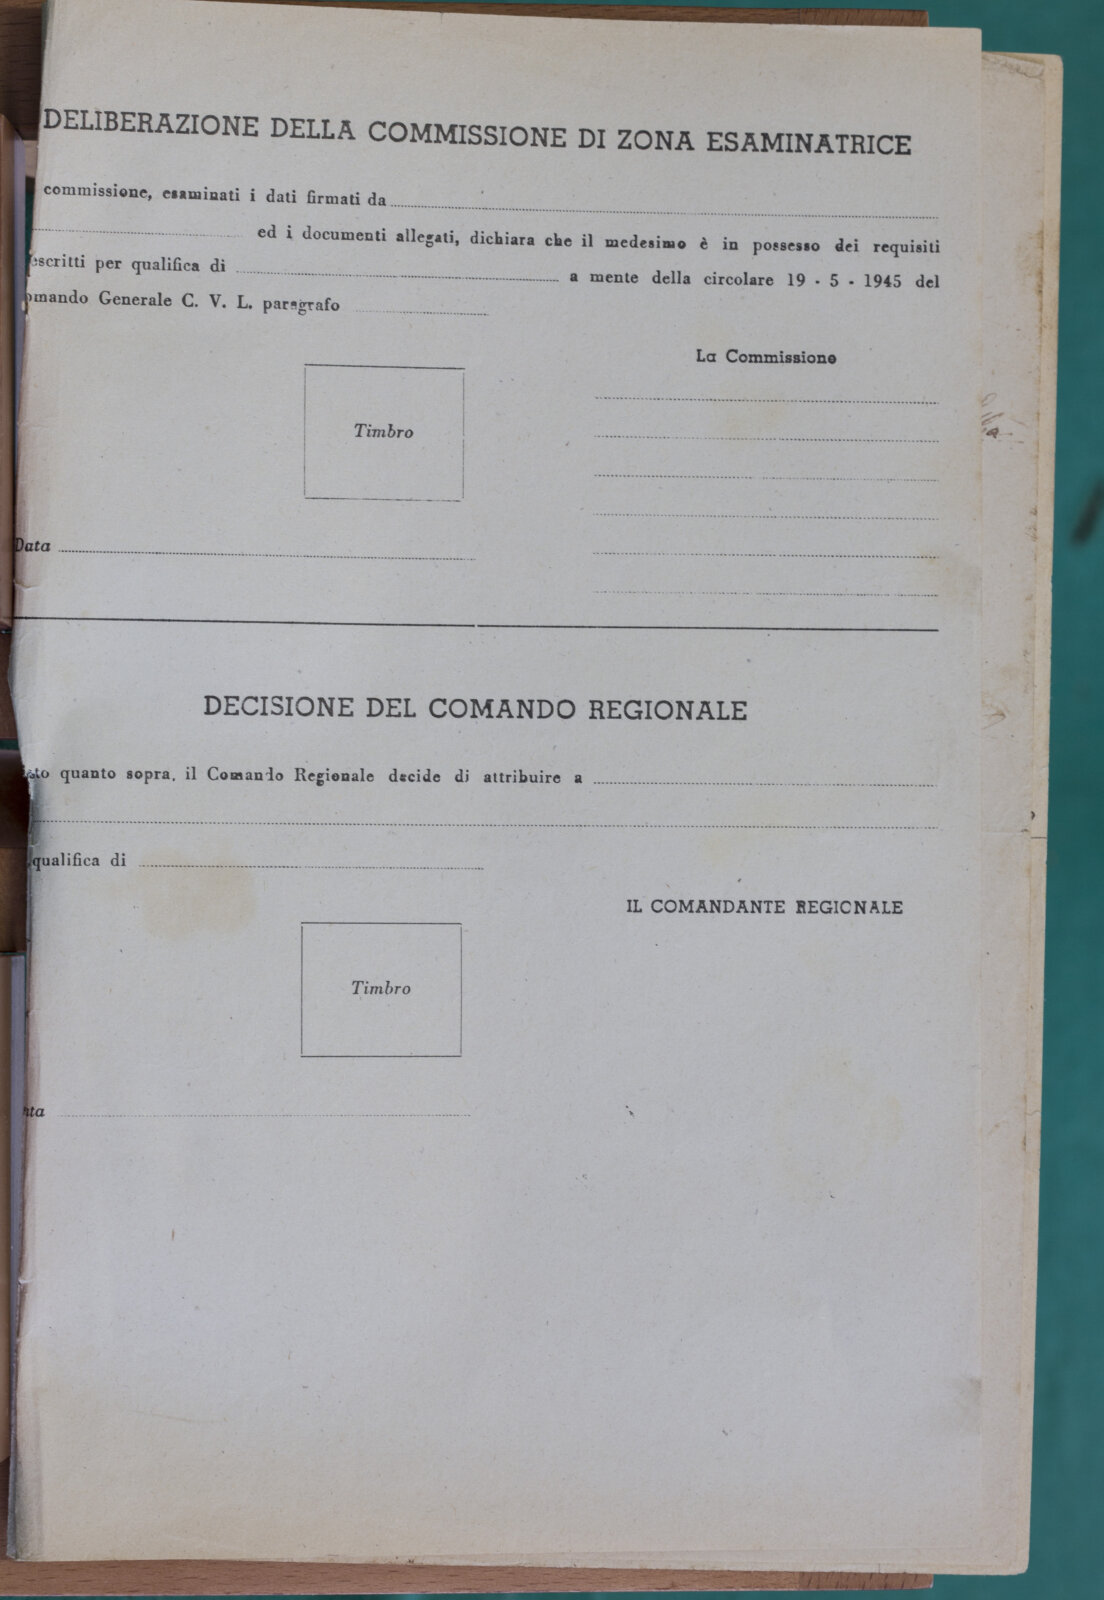 DELIBERAZIONE DELLA COMMISSIONE DI ZONA ESAMINATRICE
commissione, esaminati i dati firmati da
ed i documenti allegati, dichiara che il medesimo è in possesso dei requisiti
escritti per qualifica di a mente della circolare 19 - 5 - 1945 del
omando Generale C. V. L. paragrafo
La Commissione
Timbro
Data
DECISIONE DEL COMANDO REGIONALE
sto quanto sopra, il Comando Regionale decide di attribuire a
qualifica di
IL COMANDANTE REGIONALE
Timbro
ata